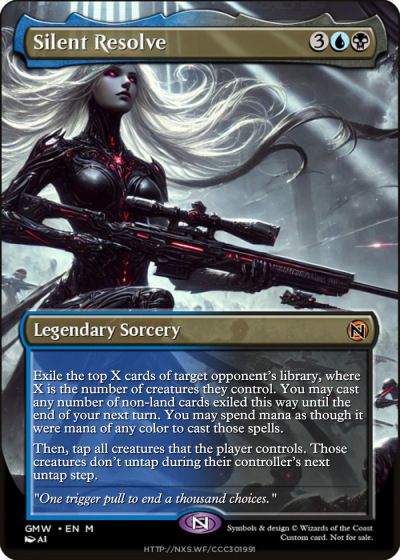 Silent Resolve 3
Legendary Sorcery
Exile the top X cards of target opponent's library, where
X is the number of creatures they control. You may cast
any number of non-land cards exiled this way until the
end of your next turn. You may spend mana as though it
were mana of any color to cast those spells.
Then, tap all creatures that the player controls. Those
creatures don't untap during their controller's next
untap step.
"One trigger pull to end a thousand choices."
GMW • EN M
AI
Symbols & design © Wizards of the Coast
Custom card. Not for sale.
HTTP://NXS.WF/CCC301991